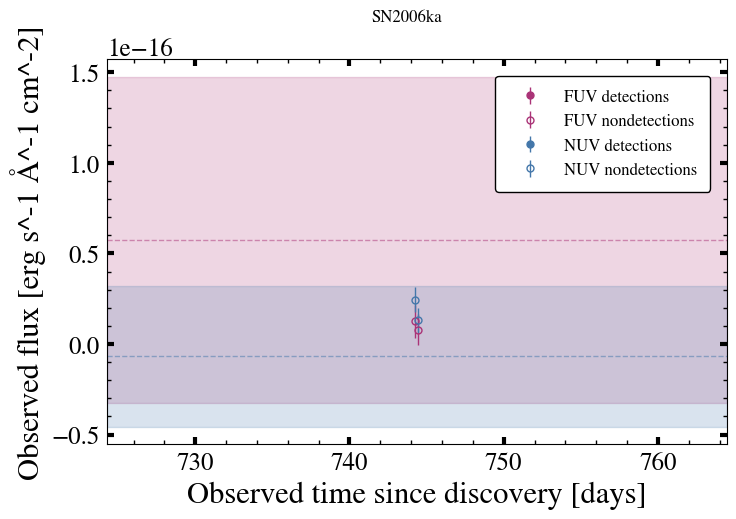 SN2006ka
1e−16
1.5
1.0
0.5
0.0
−0.5
Observed flux [erg s^-1 Å^-1 cm^-2]
FUV detections
FUV nondetections
NUV detections
NUV nondetections
730 740 750 760
Observed time since discovery [days]